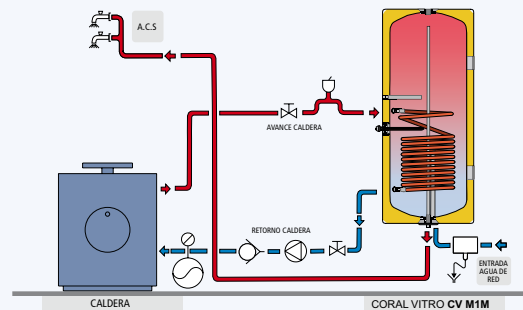 A.C.S
AVANCE CALDERA
RETORNO CALDERA
ENTRADA
AGUA DE
RED
CALDERA
CORAL VITRO CV M1M